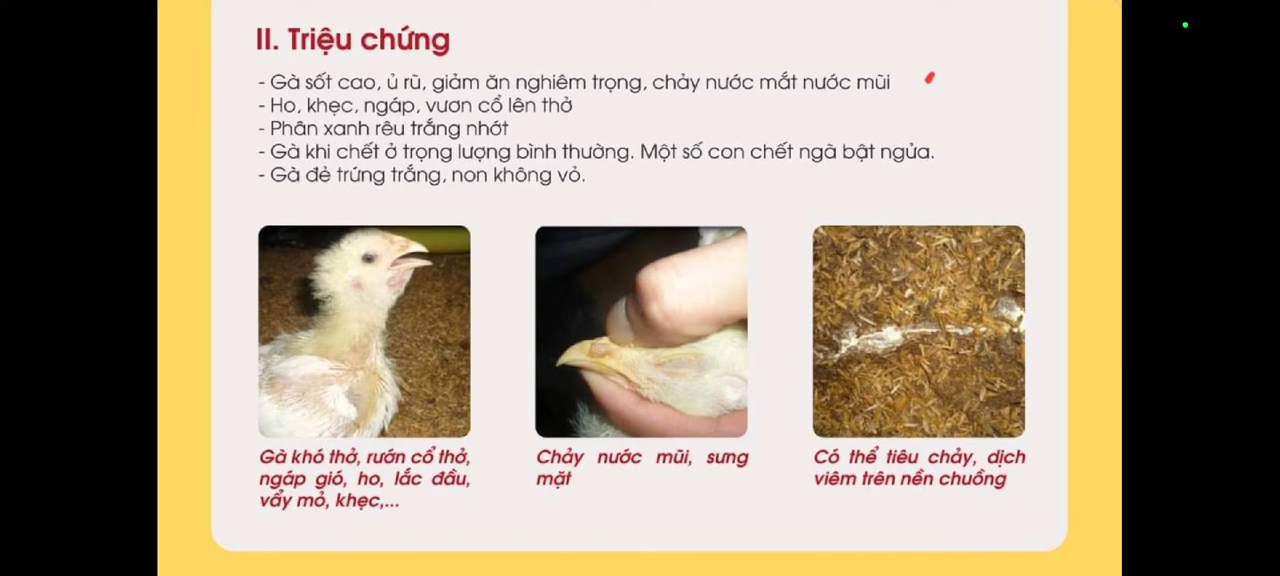 II. Triệu chứng
- Gà sốt cao, ủ rũ, giảm ăn nghiêm trọng, chảy nước mắt nước mũi
- Ho, khẹc, ngáp, vươn cổ lên thở
- Phân xanh rêu trắng nhớt
- Gà khi chết ở trọng lượng bình thường. Một số con chết ngã bật ngửa.
- Gà đẻ trứng trắng, non không vỏ.
Gà khó thở, rướn cổ thở,
ngáp gió, ho, lắc đầu,
vẩy mỏ, khẹc,...
Chảy nước mũi, sưng
mặt
Có thể tiêu chảy, dịch
viêm trên nền chuồng